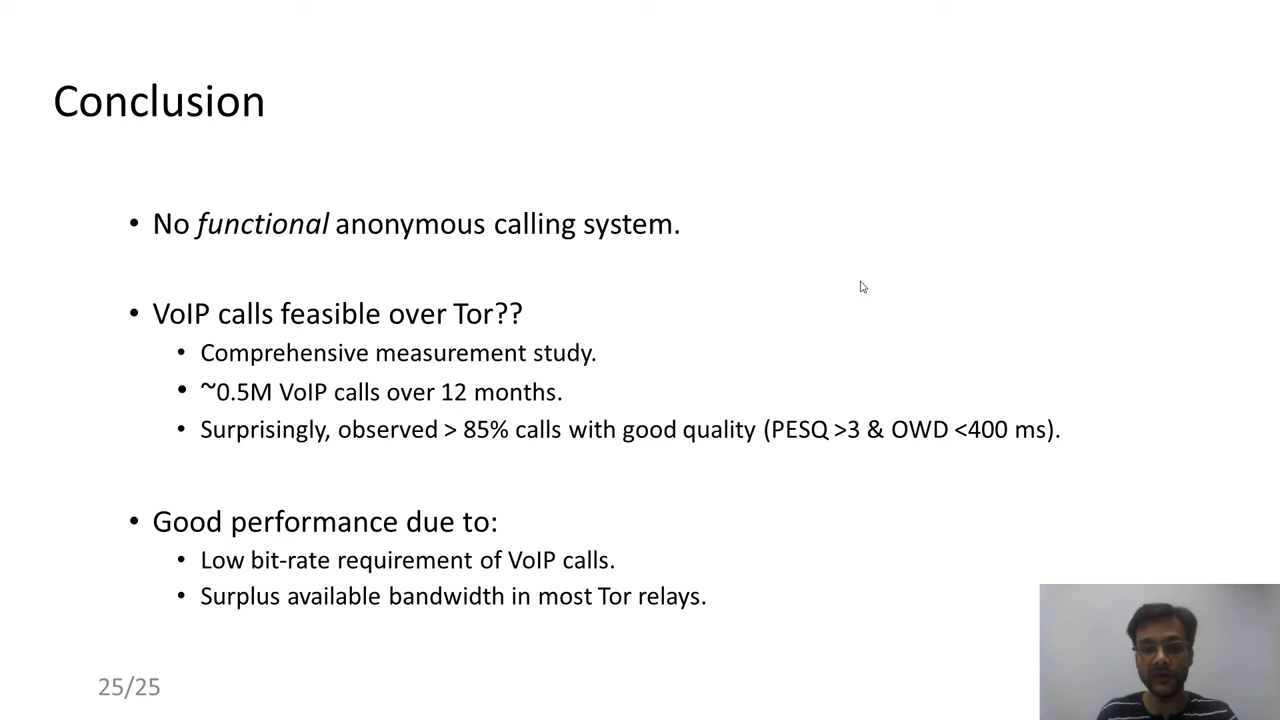 Conclusion
• No functional anonymous calling system.
• VoIP calls feasible over Tor??
• Comprehensive measurement study.
• ~0.5M VoIP calls over 12 months.
• Surprisingly, observed > 85% calls with good quality (PESQ >3 & OWD <400 ms).
• Good performance due to:
• Low bit-rate requirement of VoIP calls.
• Surplus available bandwidth in most Tor relays.
25/25